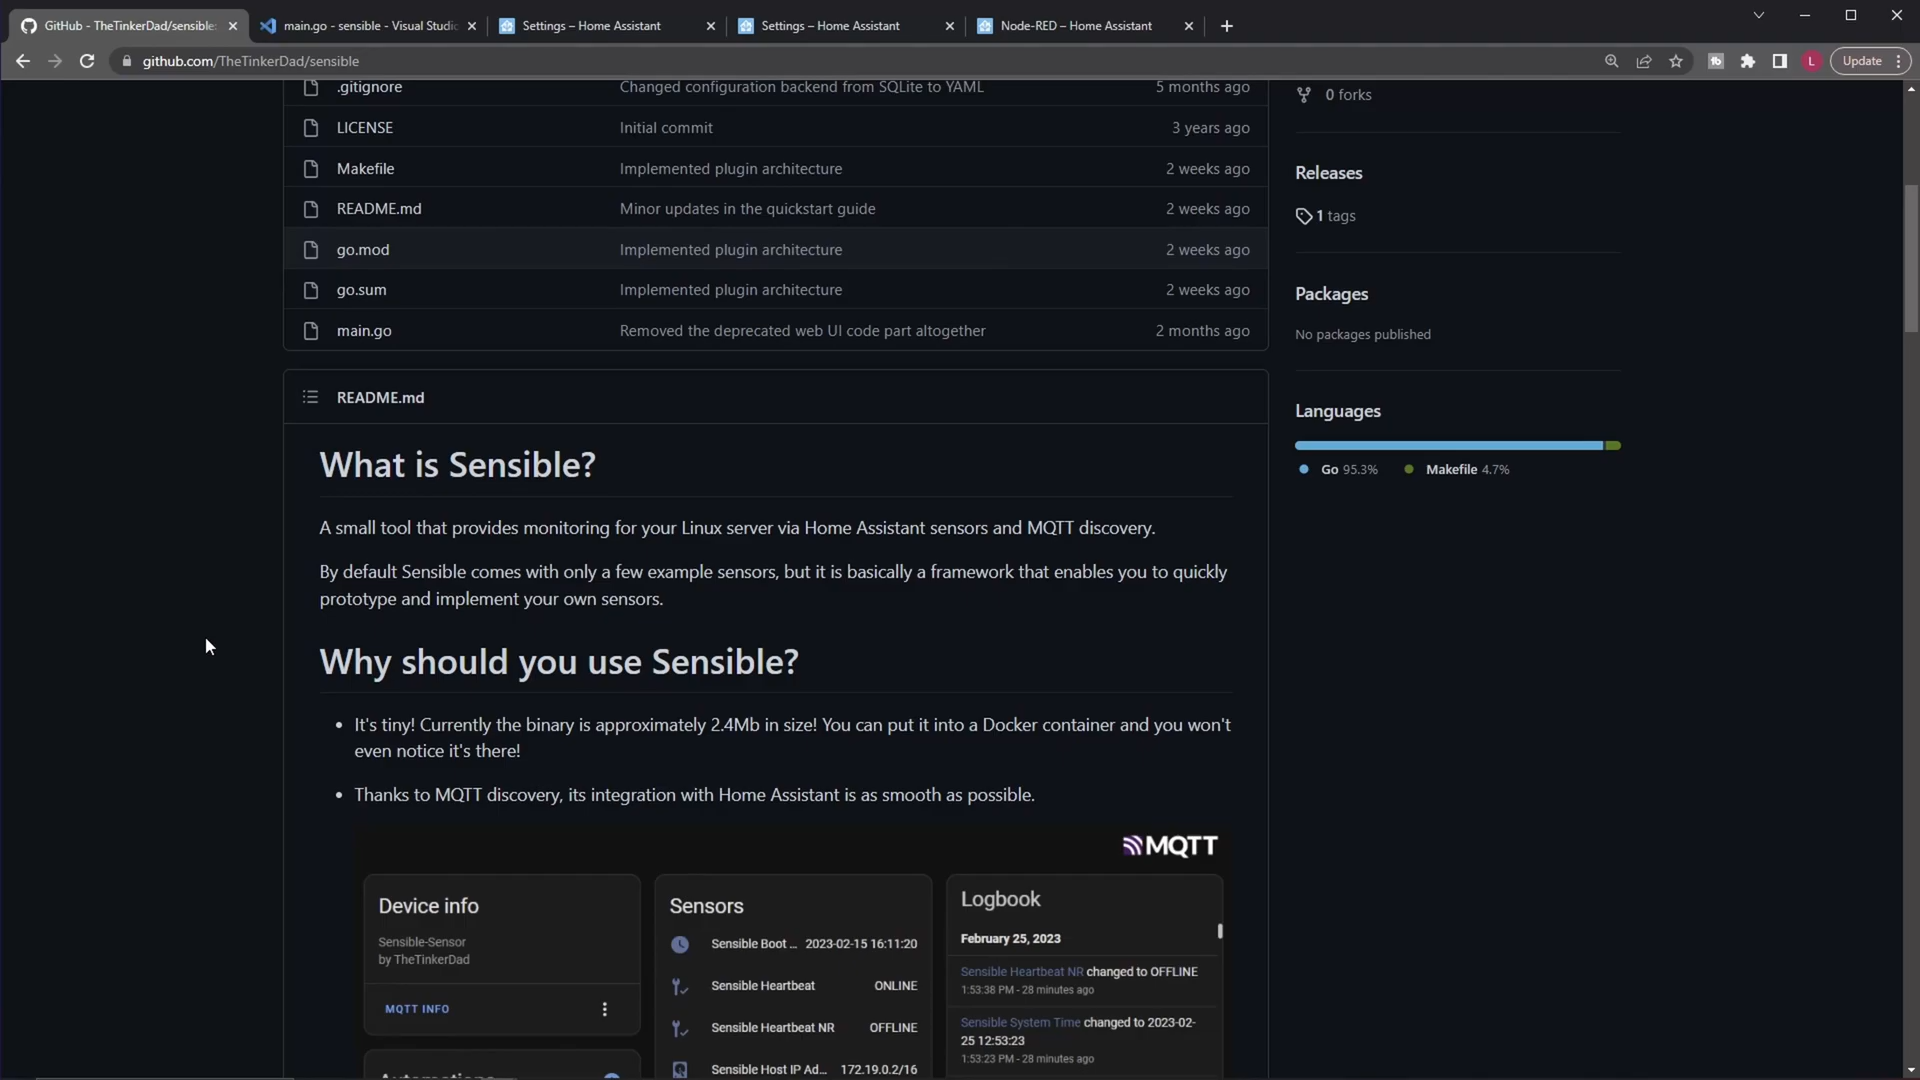 GitHub - TheTinkerDad/sensible:
main.go - sensible - Visual Studio
Settings – Home Assistant
Settings – Home Assistant
Node-RED – Home Assistant
github.com/TheTinkerDad/sensible
L
Update
.gitignore
Changed configuration backend from SQLite to YAML
5 months ago
LICENSE
Initial commit
3 years ago
Makefile
Implemented plugin architecture
2 weeks ago
README.md
Minor updates in the quickstart guide
2 weeks ago
go.mod
Implemented plugin architecture
2 weeks ago
go.sum
Implemented plugin architecture
2 weeks ago
main.go
Removed the deprecated web UI code part altogether
2 months ago
0 forks
Releases
1 tags
Packages
No packages published
Languages
Go 95.3%
Makefile 4.7%
README.md
What is Sensible?
A small tool that provides monitoring for your Linux server via Home Assistant sensors and MQTT discovery.
By default Sensible comes with only a few example sensors, but it is basically a framework that enables you to quickly
prototype and implement your own sensors.
Why should you use Sensible?
It's tiny! Currently the binary is approximately 2.4Mb in size! You can put it into a Docker container and you won't
even notice it's there!
Thanks to MQTT discovery, its integration with Home Assistant is as smooth as possible.
MQTT
Device info
Sensible-Sensor
by TheTinkerDad
MQTT INFO
Sensors
Sensible Boot ... 2023-02-15 16:11:20
Sensible Heartbeat ONLINE
Sensible Heartbeat NR OFFLINE
Sensible Host IP Ad... 172.19.0.2/16
Logbook
February 25, 2023
Sensible Heartbeat NR changed to OFFLINE
1:53:38 PM - 28 minutes ago
Sensible System Time changed to 2023-02-
25 12:53:23
1:53:23 PM - 28 minutes ago